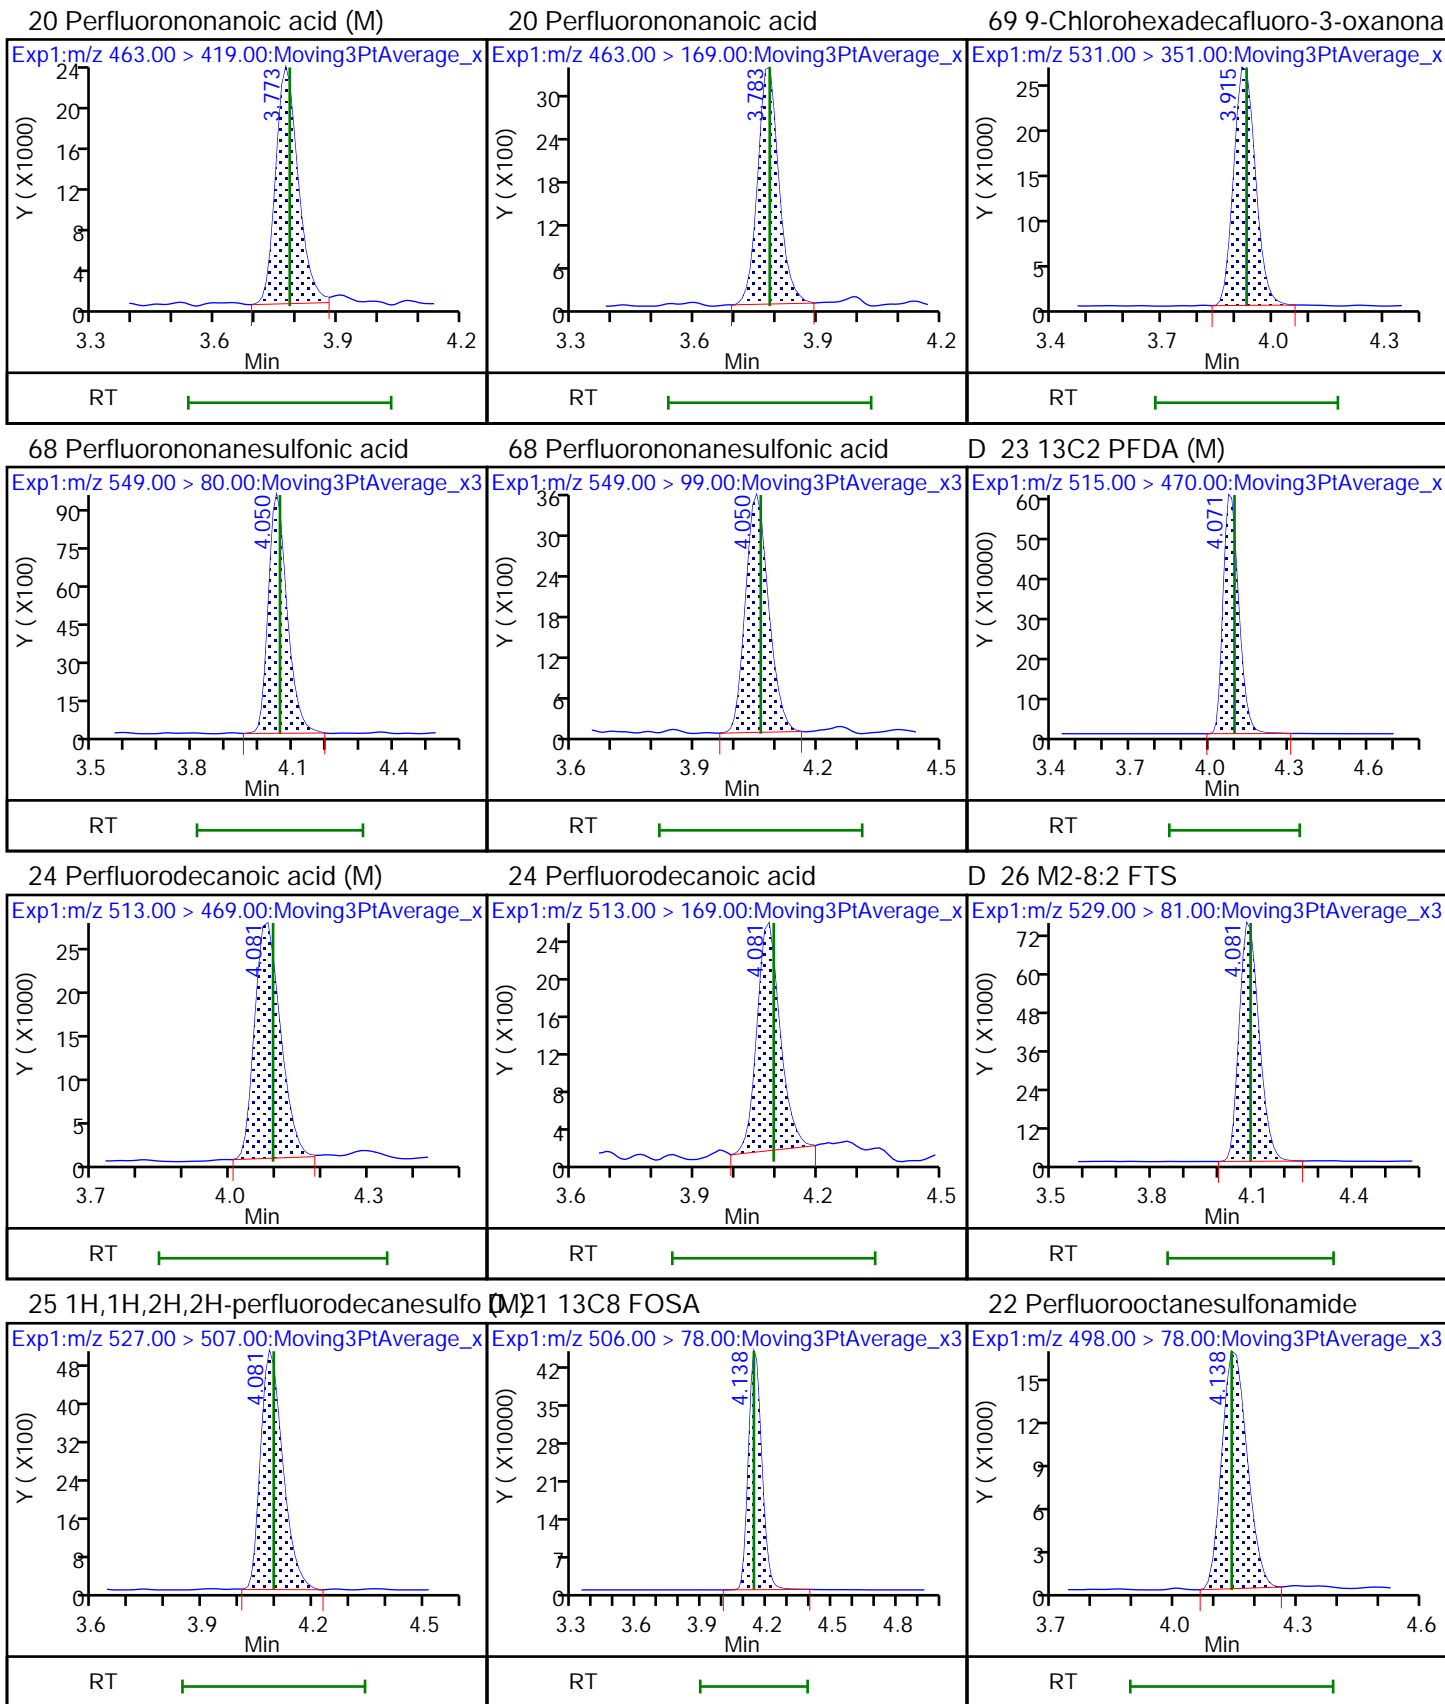 20 Perfluorononanoic acid (M)
Exp1:m/z 463.00 > 419.00:Moving3PtAverage_x
3.773
Y ( X1000)
24
20
16
12
8
4
0
3.3 3.6 3.9 4.2
Min
RT
20 Perfluorononanoic acid
Exp1:m/z 463.00 > 169.00:Moving3PtAverage_x
3.783
Y ( X100)
30
24
18
12
6
0
3.3 3.6 3.9 4.2
Min
RT
69 9-Chlorohexadecafluoro-3-oxanona
Exp1:m/z 531.00 > 351.00:Moving3PtAverage_x
3.915
Y ( X1000)
25
20
15
10
5
0
3.4 3.7 4.0 4.3
Min
RT
68 Perfluorononanesulfonic acid
Exp1:m/z 549.00 > 80.00:Moving3PtAverage_x3
4.050
Y ( X100)
90
75
60
45
30
15
0
3.5 3.8 4.1 4.4
Min
RT
68 Perfluorononanesulfonic acid
Exp1:m/z 549.00 > 99.00:Moving3PtAverage_x3
4.050
Y ( X100)
36
30
24
18
12
6
0
3.6 3.9 4.2 4.5
Min
RT
D 23 13C2 PFDA (M)
Exp1:m/z 515.00 > 470.00:Moving3PtAverage_x
4.071
Y ( X10000)
60
50
40
30
20
10
0
3.4 3.7 4.0 4.3 4.6
Min
RT
24 Perfluorodecanoic acid (M)
Exp1:m/z 513.00 > 469.00:Moving3PtAverage_x
4.081
Y ( X1000)
25
20
15
10
5
0
3.7 4.0 4.3
Min
RT
24 Perfluorodecanoic acid
Exp1:m/z 513.00 > 169.00:Moving3PtAverage_x
4.081
Y ( X100)
24
20
16
12
8
4
0
3.6 3.9 4.2 4.5
Min
RT
D 26 M2-8:2 FTS
Exp1:m/z 529.00 > 81.00:Moving3PtAverage_x3
4.081
Y ( X1000)
72
60
48
36
24
12
0
3.5 3.8 4.1 4.4
Min
RT
25 1H,1H,2H,2H-perfluorodecanesulfo (M)
Exp1:m/z 527.00 > 507.00:Moving3PtAverage_x
4.081
Y ( X100)
48
40
32
24
16
8
0
3.6 3.9 4.2 4.5
Min
RT
D 21 13C8 FOSA
Exp1:m/z 506.00 > 78.00:Moving3PtAverage_x3
4.138
Y ( X10000)
42
35
28
21
14
7
0
3.3 3.6 3.9 4.2 4.5 4.8
Min
RT
22 Perfluorooctanesulfonamide
Exp1:m/z 498.00 > 78.00:Moving3PtAverage_x3
4.138
Y ( X1000)
15
12
9
6
3
0
3.7 4.0 4.3 4.6
Min
RT